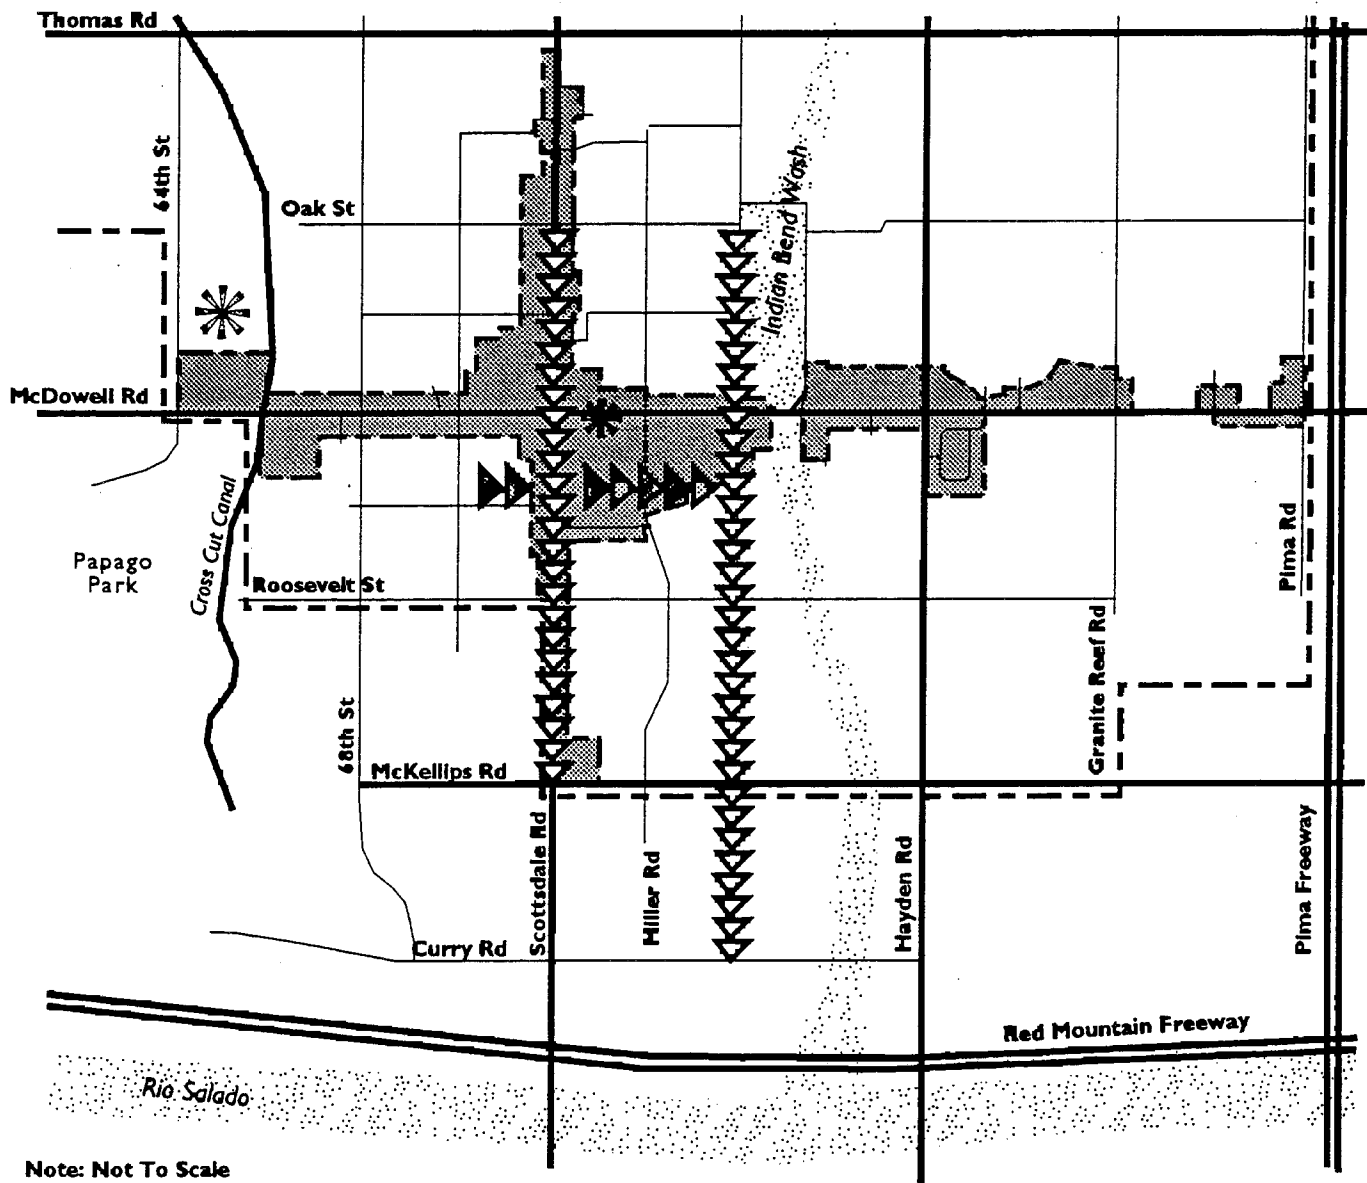 Thomas Rd
64th St
Oak St
Indian Bend Wash
McDowell Rd
Cross Cut Canal
Papago
Park
Roosevelt St
Pima Rd
Granite Reef Rd
68th St
McKellips Rd
Scottsdale Rd
Miller Rd
Hayden Rd
Pima Freeway
Curry Rd
Red Mountain Freeway
Rio Salado
Note: Not To Scale